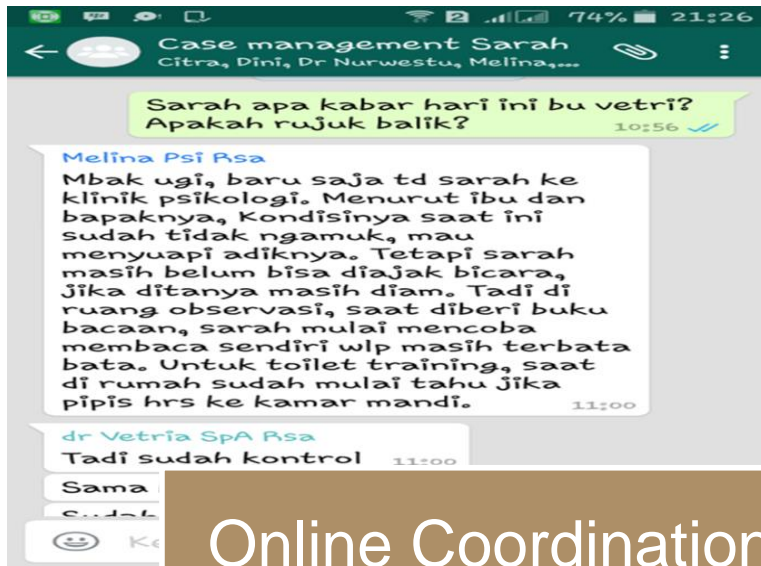 2 74% 21:26
Case management Sarah
Citra, Dini, Dr Nurwestu, Melina,...
Sarah apa kabar hari ini bu vetri?
Apakah rujuk balik?
10:56
Melina Psi Rsa
Mbak ugi, baru saja td sarah ke
klinik psikologi. Menurut ibu dan
bapaknya, Kondisinya saat ini
sudah tidak ngamuk, mau
menyuapi adiknya. Tetapi sarah
masih belum bisa diajak bicara,
jika ditanya masih diam. Tadi di
ruang observasi, saat diberi buku
bacaan, sarah mulai mencoba
membaca sendiri wlp masih terbata
bata. Untuk toilet training, saat
di rumah sudah mulai tahu jika
pipis hrs ke kamar mandi.
11:00
dr Vetria SpA Rsa
Tadi sudah kontrol 11:00
Sama
Online Coordination